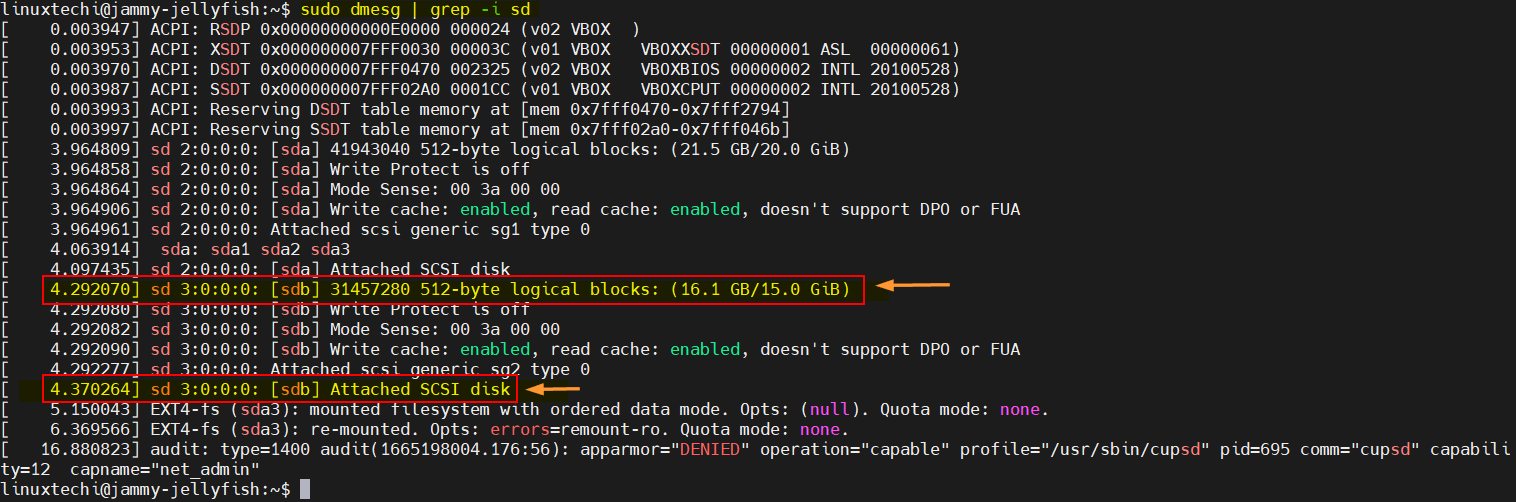 linuxtechi@jammy-jellyfish:~$ sudo dmesg | grep -i sd
[    0.003947] ACPI: RSDP 0x00000000000E0000 000024 (v02 VBOX  )
[    0.003953] ACPI: XSDT 0x000000007FFF0030 00003C (v01 VBOX   VBOXXSDT 00000001 ASL  00000061)
[    0.003970] ACPI: DSDT 0x000000007FFF0470 002325 (v02 VBOX   VBOXBIOS 00000002 INTL 20100528)
[    0.003987] ACPI: SSDT 0x000000007FFF02A0 0001CC (v01 VBOX   VBOXCPUT 00000002 INTL 20100528)
[    0.003993] ACPI: Reserving DSDT table memory at [mem 0x7fff0470-0x7fff2794]
[    0.003997] ACPI: Reserving SSDT table memory at [mem 0x7fff02a0-0x7fff046b]
[    3.964809] sd 2:0:0:0: [sda] 41943040 512-byte logical blocks: (21.5 GB/20.0 GiB)
[    3.964858] sd 2:0:0:0: [sda] Write Protect is off
[    3.964864] sd 2:0:0:0: [sda] Mode Sense: 00 3a 00 00
[    3.964906] sd 2:0:0:0: [sda] Write cache: enabled, read cache: enabled, doesn't support DPO or FUA
[    3.964961] sd 2:0:0:0: Attached scsi generic sg1 type 0
[    4.063914]  sda: sda1 sda2 sda3
[    4.097435] sd 2:0:0:0: [sda] Attached SCSI disk
[    4.292070] sd 3:0:0:0: [sdb] 31457280 512-byte logical blocks: (16.1 GB/15.0 GiB)
[    4.292080] sd 3:0:0:0: [sdb] Write Protect is off
[    4.292082] sd 3:0:0:0: [sdb] Mode Sense: 00 3a 00 00
[    4.292090] sd 3:0:0:0: [sdb] Write cache: enabled, read cache: enabled, doesn't support DPO or FUA
[    4.292277] sd 3:0:0:0: Attached scsi generic sg2 type 0
[    4.370264] sd 3:0:0:0: [sdb] Attached SCSI disk
[    5.150043] EXT4-fs (sda3): mounted filesystem with ordered data mode. Opts: (null). Quota mode: none.
[    6.369566] EXT4-fs (sda3): re-mounted. Opts: errors=remount-ro. Quota mode: none.
[   16.880823] audit: type=1400 audit(1665198004.176:56): apparmor="DENIED" operation="capable" profile="/usr/sbin/cupsd" pid=695 comm="cupsd" capabili
ty=12  capname="net_admin"
linuxtechi@jammy-jellyfish:~$